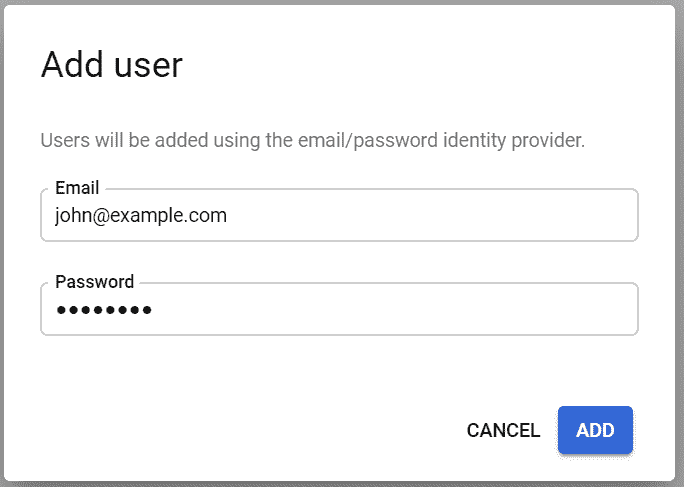 Add user
Users will be added using the email/password identity provider.
Email
john@example.com
Password
••••••••
CANCEL ADD